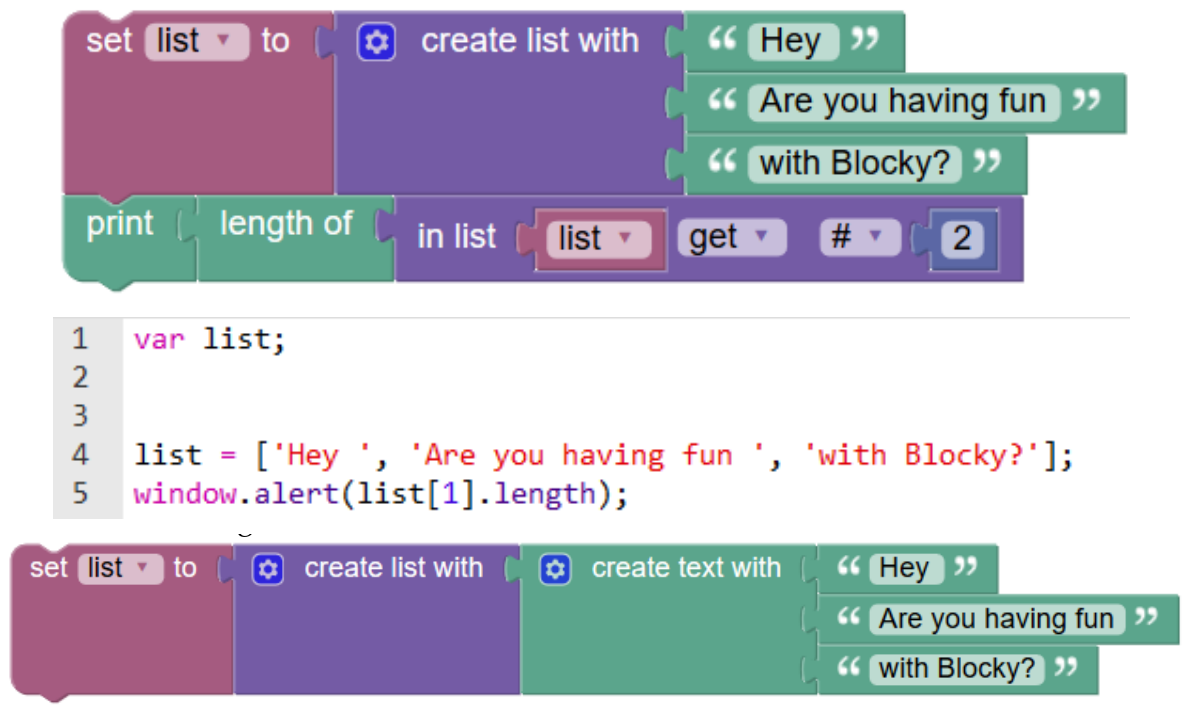 set list ▾ to create list with “ Hey ”
“ Are you having fun ”
“ with Blocky? ”
print length of in list list ▾ get ▾ # ▾ 2
1 var list;
2
3
4 list = ['Hey ', 'Are you having fun ', 'with Blocky?'];
5 window.alert(list[1].length);
set list ▾ to create list with create text with “ Hey ”
“ Are you having fun ”
“ with Blocky? ”